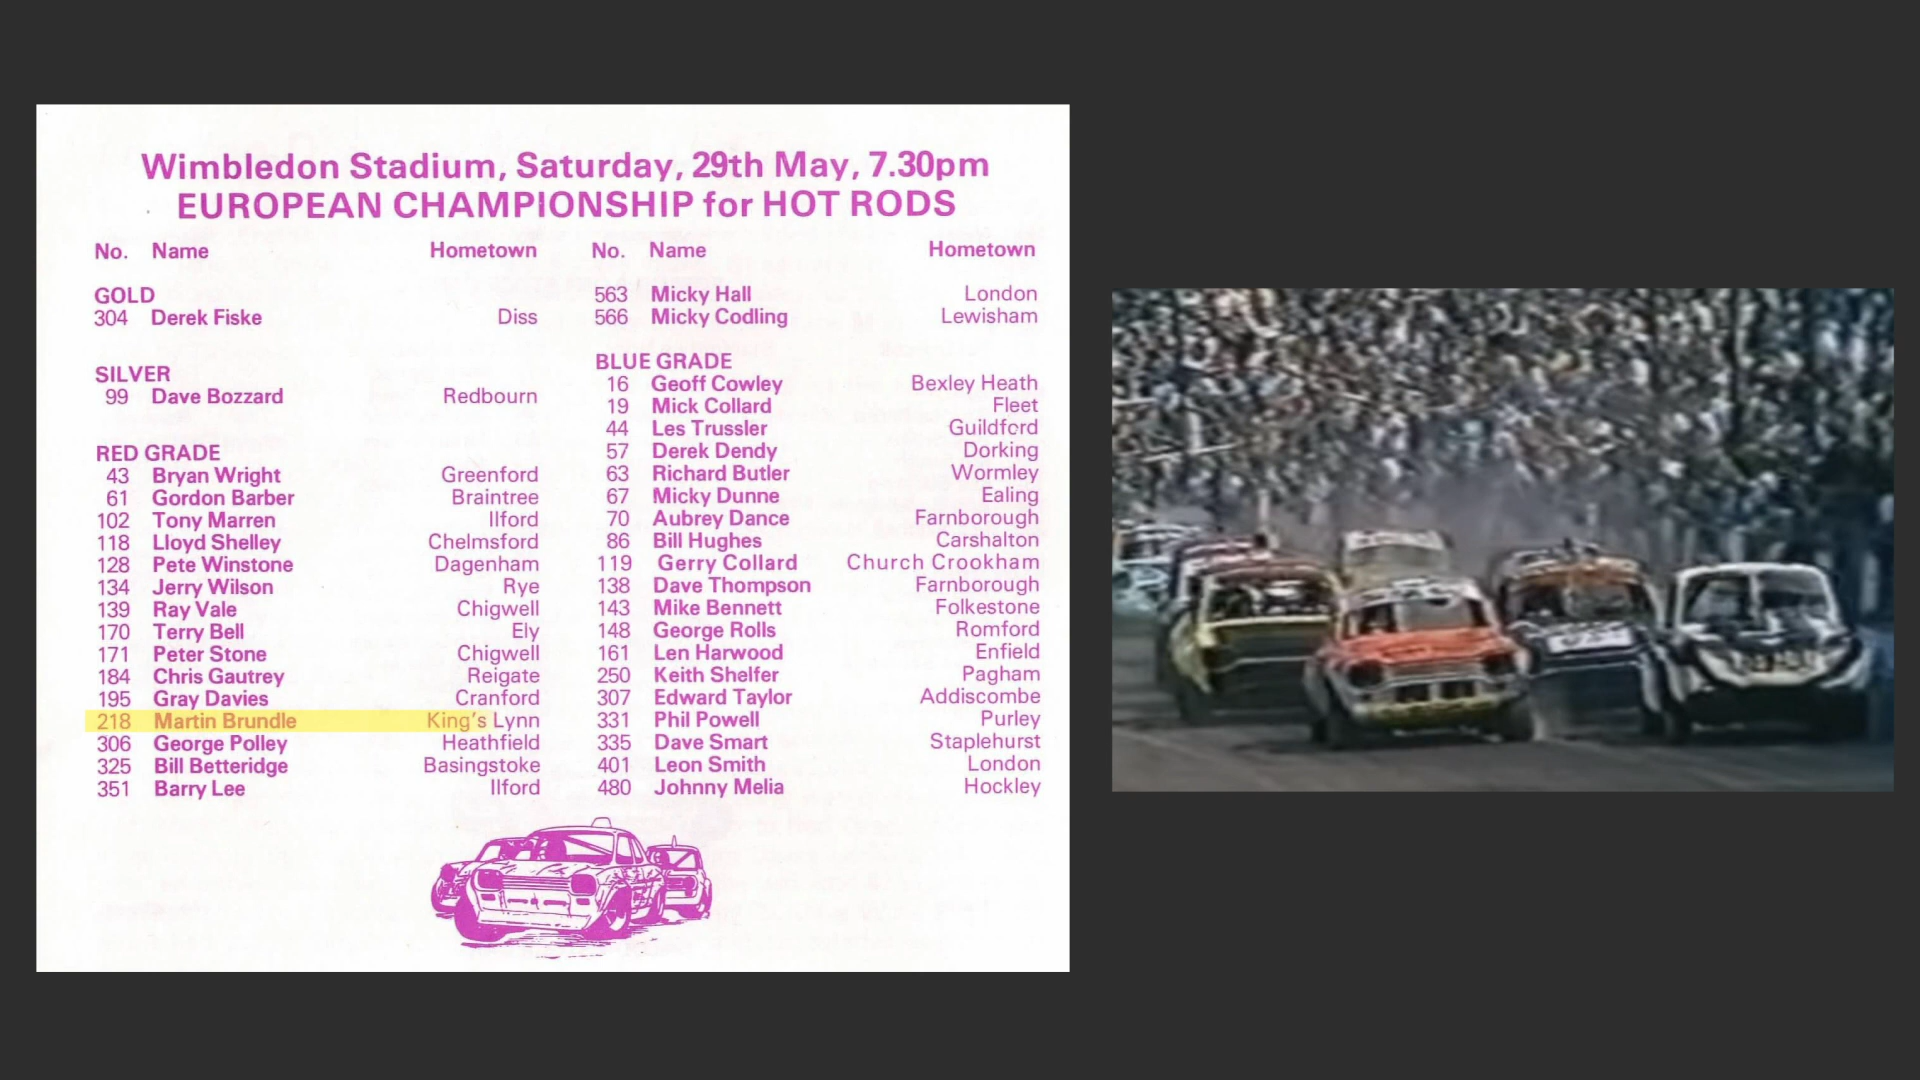 Wimbledon Stadium, Saturday, 29th May, 7.30pm
EUROPEAN CHAMPIONSHIP for HOT RODS
No. Name Hometown
GOLD
304 Derek Fiske Diss
SILVER
99 Dave Bozzard Redbourn
RED GRADE
43 Bryan Wright Greenford
61 Gordon Barber Braintree
102 Tony Marren Ilford
118 Lloyd Shelley Chelmsford
128 Pete Winstone Dagenham
134 Jerry Wilson Rye
139 Ray Vale Chigwell
170 Terry Bell Ely
171 Peter Stone Chigwell
184 Chris Gautrey Reigate
195 Gray Davies Cranford
218 Martin Brundle King's Lynn
306 George Polley Heathfield
325 Bill Betteridge Basingstoke
351 Barry Lee Ilford
No. Name Hometown
563 Micky Hall London
566 Micky Codling Lewisham
BLUE GRADE
16 Geoff Cowley Bexley Heath
19 Mick Collard Fleet
44 Les Trussler Guildford
57 Derek Dendy Dorking
63 Richard Butler Wormley
67 Micky Dunne Ealing
70 Aubrey Dance Farnborough
86 Bill Hughes Carshalton
119 Gerry Collard Church Crookham
138 Dave Thompson Farnborough
143 Mike Bennett Folkestone
148 George Rolls Romford
161 Len Harwood Enfield
250 Keith Shelfer Pagham
307 Edward Taylor Addiscombe
331 Phil Powell Purley
335 Dave Smart Staplehurst
401 Leon Smith London
480 Johnny Melia Hockley